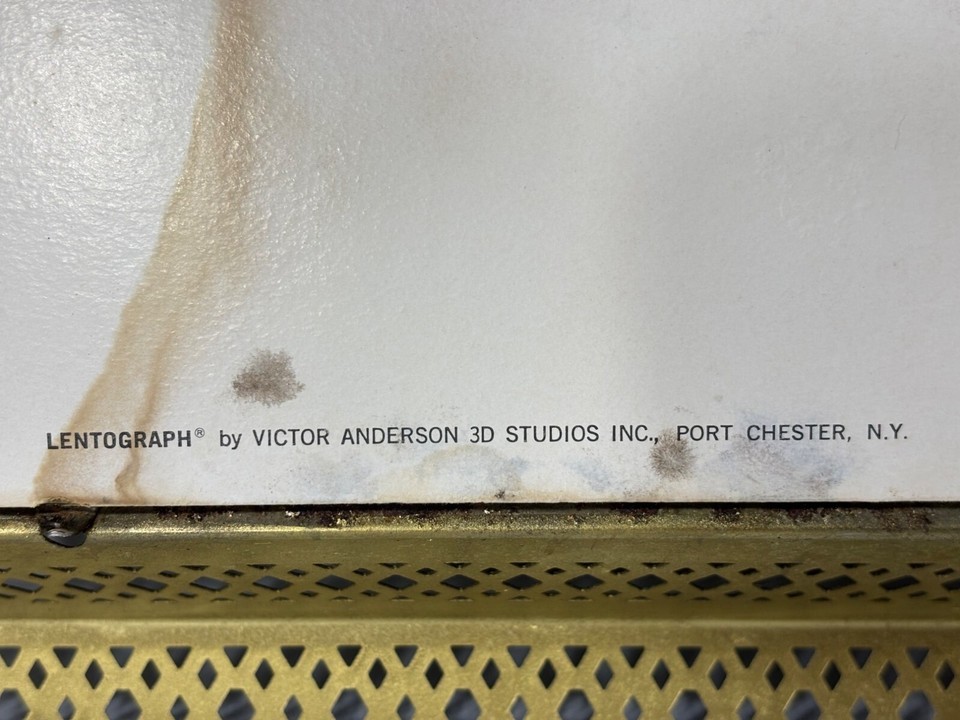 LENTOGRAPH® by VICTOR ANDERSON 3D STUDIOS INC., PORT CHESTER, N.Y.